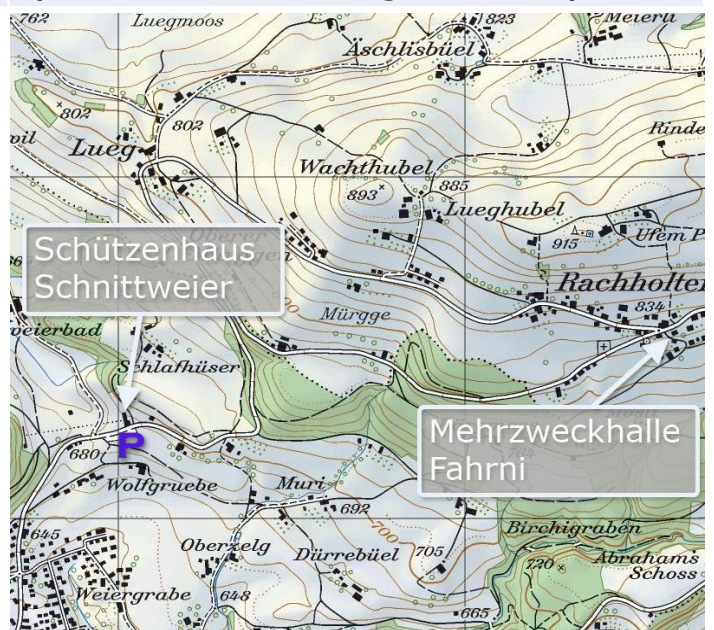 762
Luegmoos
823
Meierli
Äschlisbüel
802
802
Lueg
Rinde
Wachthubel
893
885
Lueghubel
915
Ufem P
Schützenhaus
Schnittweier
Rachholter
834
Mürgge
eierbad
Schlafhüser
Mehrzweckhalle
Fahrni
P
680
Wolfgruebe
Muri
692
700
Birchigraben
645
Oberzelg
Dürrebüel
705
720
Abrahams
Schoss
Weiergrabe
648
665